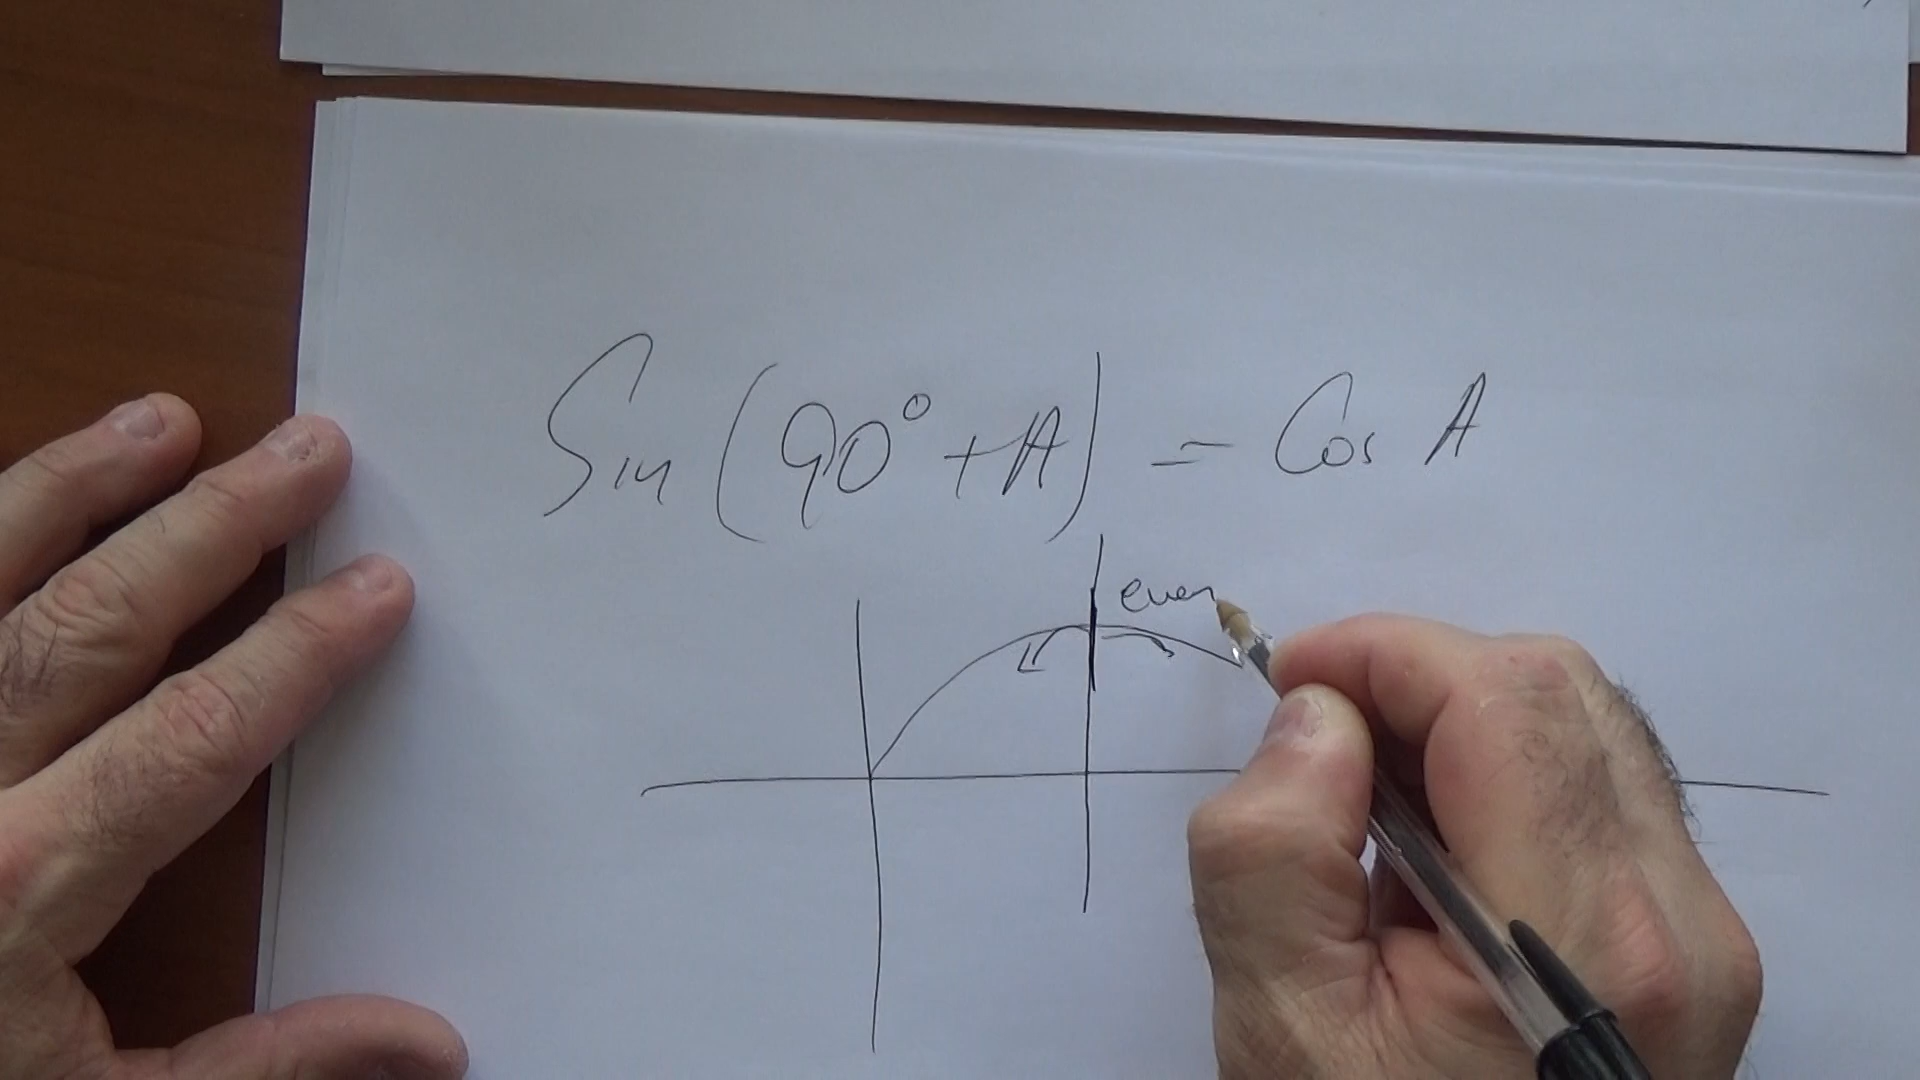 Sin (90° + A) = Cos A
even